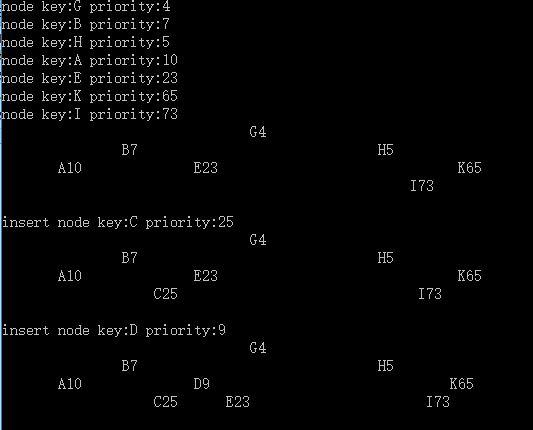 node key:G priority:4
node key:B priority:7
node key:H priority:5
node key:A priority:10
node key:E priority:23
node key:K priority:65
node key:I priority:73
G4
B7 H5
A10 E23 K65
I73
insert node key:C priority:25
G4
B7 H5
A10 E23 K65
C25 I73
insert node key:D priority:9
G4
B7 H5
A10 D9 K65
C25 E23 I73